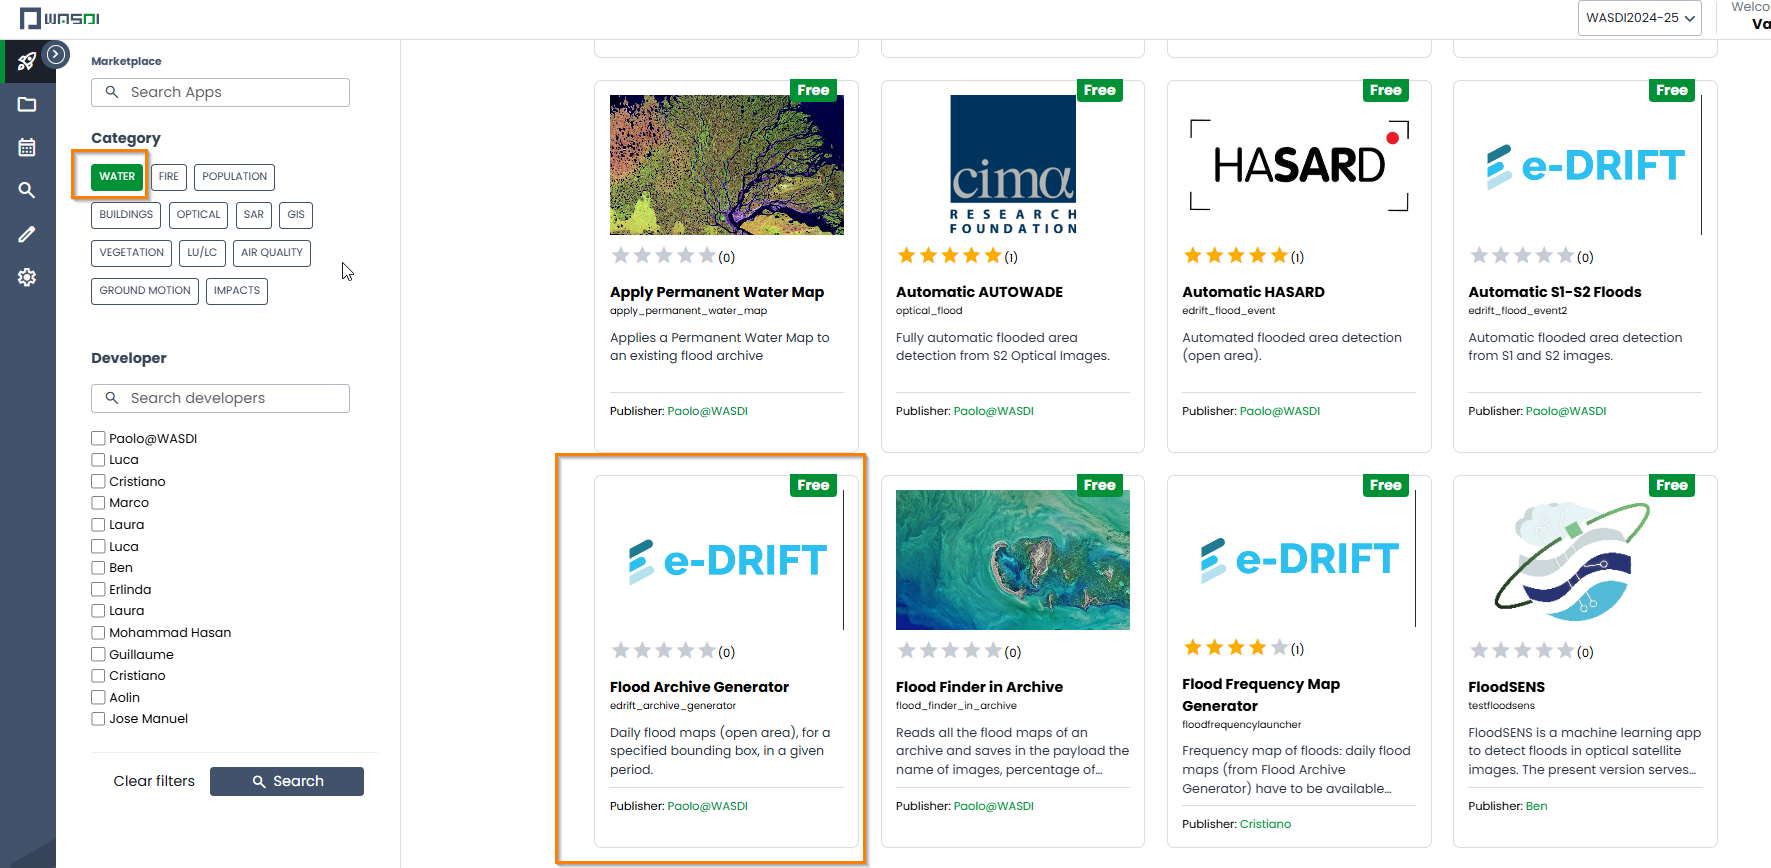 WASDI
WASDI2024-25
Welco
Va
Marketplace
Search Apps
Category
WATER
FIRE
POPULATION
BUILDINGS
OPTICAL
SAR
GIS
VEGETATION
LU/LC
AIR QUALITY
GROUND MOTION
IMPACTS
Developer
Search developers
Paolo@WASDI
Luca
Cristiano
Marco
Laura
Luca
Ben
Erlinda
Laura
Mohammad Hasan
Guillaume
Cristiano
Aolin
Jose Manuel
Clear filters
Search
Free
(0)
Apply Permanent Water Map
apply_permanent_water_map
Applies a Permanent Water Map to
an existing flood archive
Publisher: Paolo@WASDI
Free
cima
RESEARCH
FOUNDATION
(1)
Automatic AUTOWADE
optical_flood
Fully automatic flooded area
detection from S2 Optical Images.
Publisher: Paolo@WASDI
Free
HASARD
(1)
Automatic HASARD
edrift_flood_event
Automated flooded area detection
(open area).
Publisher: Paolo@WASDI
Free
e-DRIFT
(0)
Automatic S1-S2 Floods
edrift_flood_event2
Automatic flooded area detection
from S1 and S2 images.
Publisher: Paolo@WASDI
Free
e-DRIFT
(0)
Flood Archive Generator
edrift_archive_generator
Daily flood maps (open area), for a
specified bounding box, in a given
period.
Publisher: Paolo@WASDI
Free
(0)
Flood Finder in Archive
flood_finder_in_archive
Reads all the flood maps of an
archive and saves in the payload the
name of images, percentage of...
Publisher: Paolo@WASDI
Free
e-DRIFT
(1)
Flood Frequency Map
Generator
floodfrequencylauncher
Frequency map of floods: daily flood
maps (from Flood Archive
Generator) have to be available...
Publisher: Cristiano
Free
(0)
FloodSENS
testfloodsens
FloodSENS is a machine learning app
to detect floods in optical satellite
images. The present version serves...
Publisher: Ben